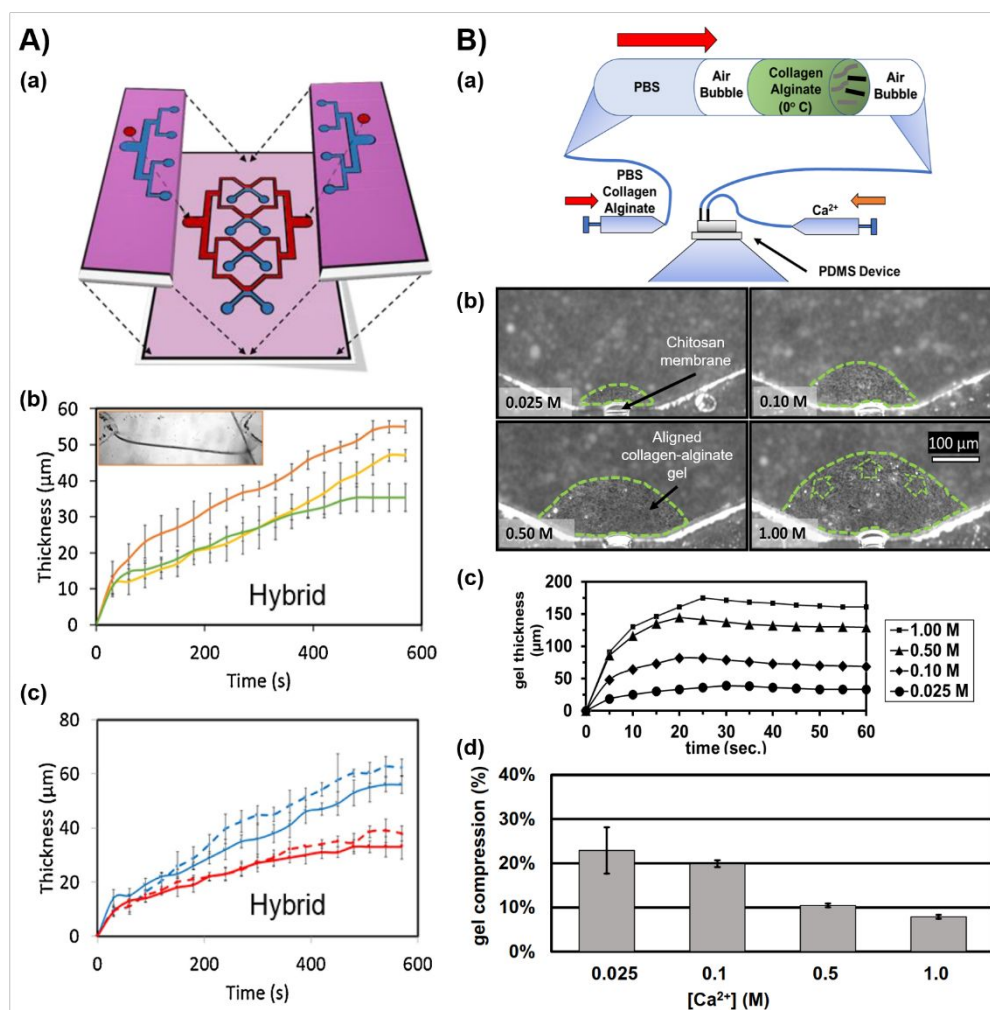 A)
(a)
(b)
60
50
40
30
20
10
0
Thickness (µm)
Hybrid
0
200
400
600
Time (s)
(c)
80
60
40
20
0
Thickness (µm)
Hybrid
0
200
400
600
Time (s)
B)
(a)
PBS
Air
Bubble
Collagen
Alginate
(0° C)
Air
Bubble
PBS
Collagen
Alginate
Ca²⁺
PDMS Device
(b)
Chitosan
membrane
0.025 M
0.10 M
Aligned
collagen-alginate
gel
0.50 M
100 µm
1.00 M
(c)
200
150
100
50
0
gel thickness
(µm)
0
10
20
30
40
50
60
time (sec.)
1.00 M
0.50 M
0.10 M
0.025 M
(d)
40%
30%
20%
10%
0%
gel compression (%)
0.025
0.1
0.5
1.0
[Ca²⁺] (M)